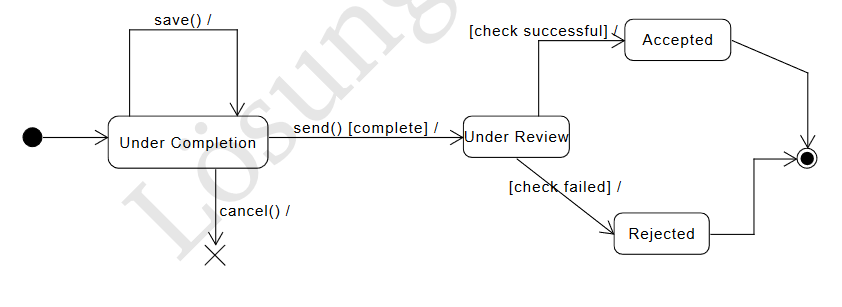 save() /
[check successful] /
Accepted
Under Completion
send() [complete] /
Under Review
[check failed] /
cancel() /
Rejected
Lösung